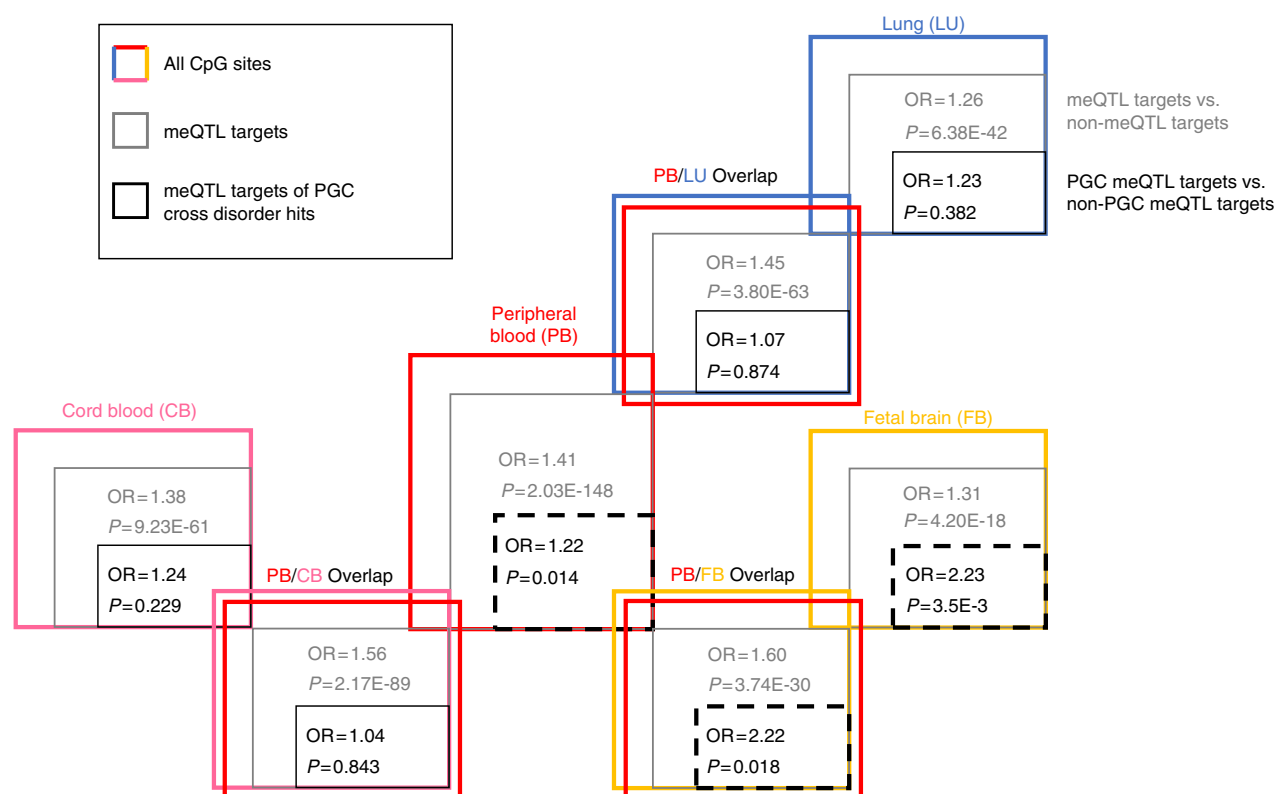 All CpG sites
meQTL targets
meQTL targets of PGC
cross disorder hits
Lung (LU)
OR=1.26
P=6.38E-42
OR=1.23
P=0.382
meQTL targets vs.
non-meQTL targets
PGC meQTL targets vs.
non-PGC meQTL targets
PB/LU Overlap
OR=1.45
P=3.80E-63
OR=1.07
P=0.874
Peripheral
blood (PB)
OR=1.41
P=2.03E-148
OR=1.22
P=0.014
Cord blood (CB)
OR=1.38
P=9.23E-61
OR=1.24
P=0.229
Fetal brain (FB)
OR=1.31
P=4.20E-18
OR=2.23
P=3.5E-3
PB/CB Overlap
OR=1.56
P=2.17E-89
OR=1.04
P=0.843
PB/FB Overlap
OR=1.60
P=3.74E-30
OR=2.22
P=0.018